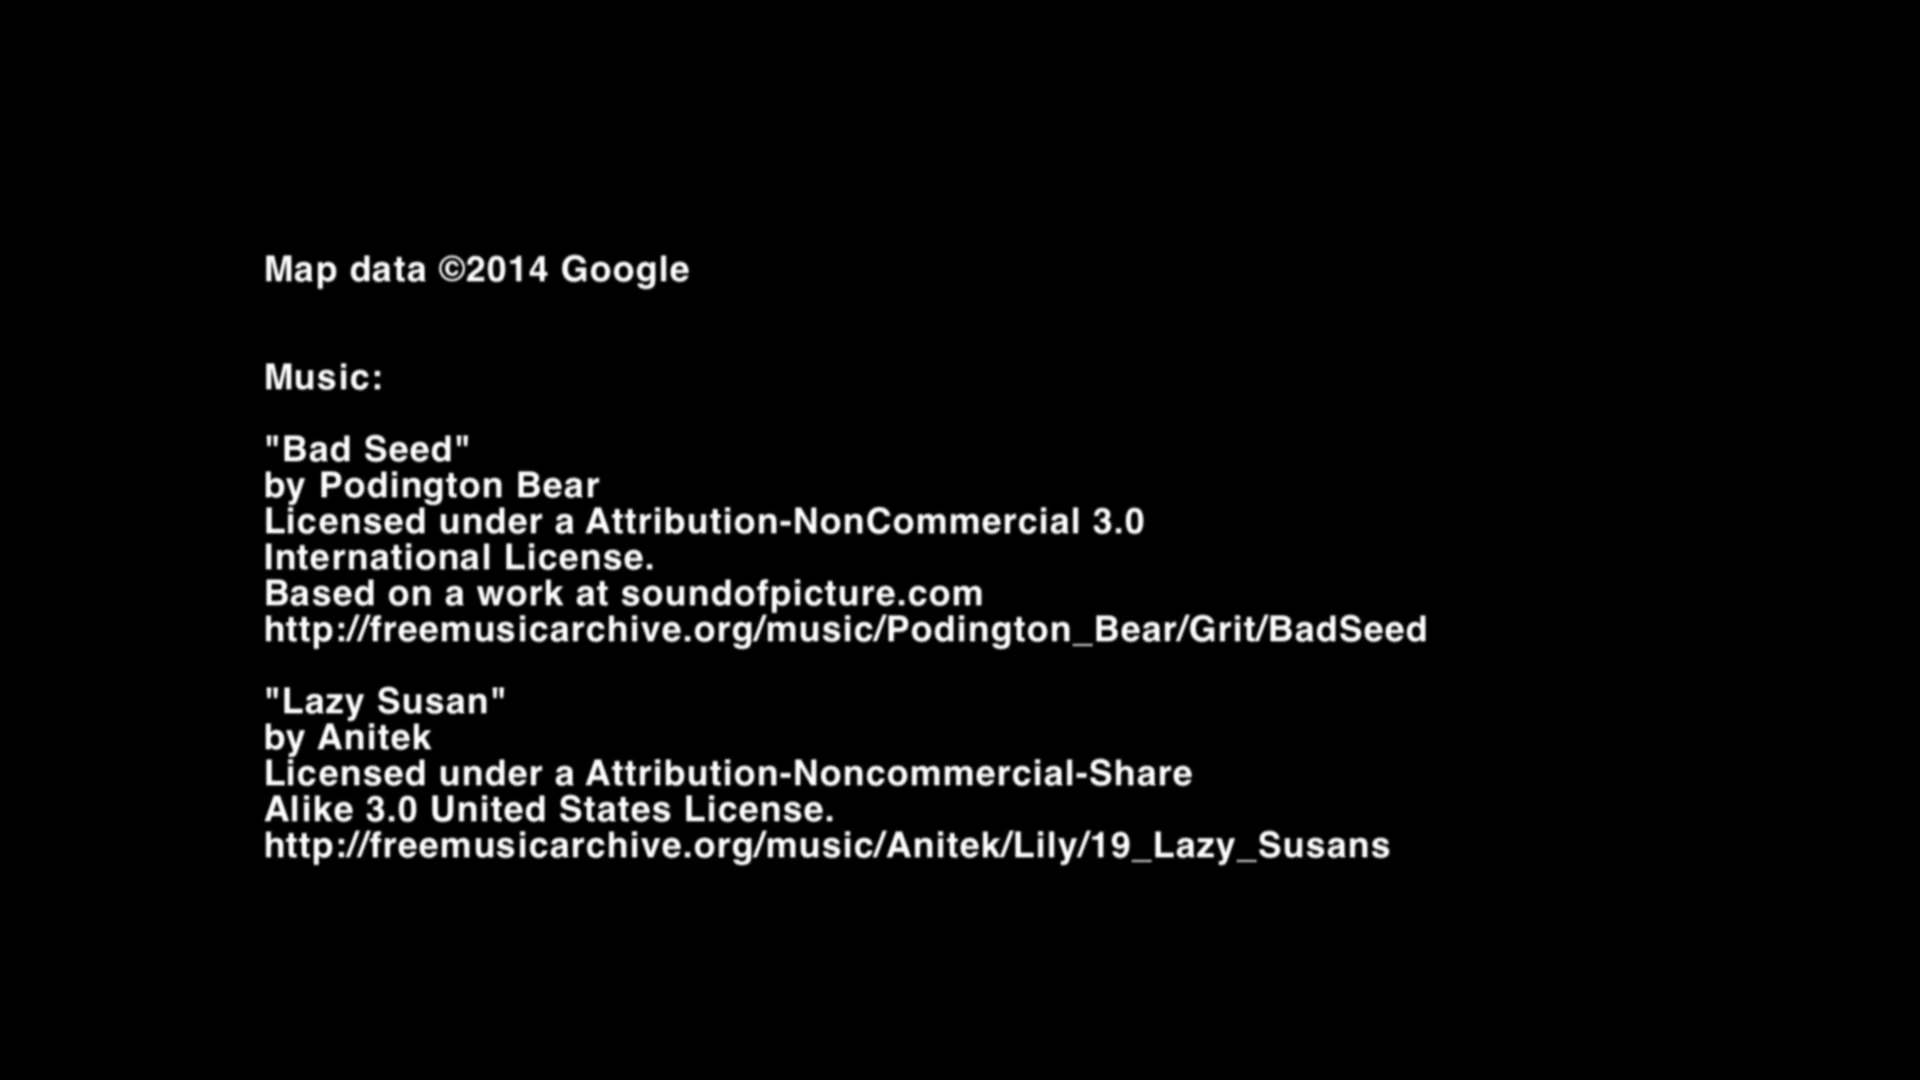 Map data ©2014 Google
Music:
"Bad Seed"
by Podington Bear
Licensed under a Attribution-NonCommercial 3.0
International License.
Based on a work at soundofpicture.com
http://freemusicarchive.org/music/Podington_Bear/Grit/BadSeed
"Lazy Susan"
by Anitek
Licensed under a Attribution-Noncommercial-Share
Alike 3.0 United States License.
http://freemusicarchive.org/music/Anitek/Lily/19_Lazy_Susans